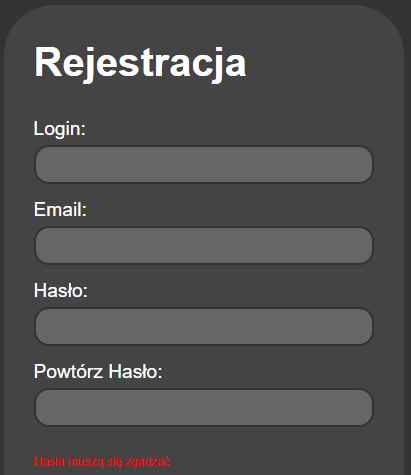 Rejestracja
Login:
Email:
Hasło:
Powtórz Hasło:
Hasła muszą się zgadzać